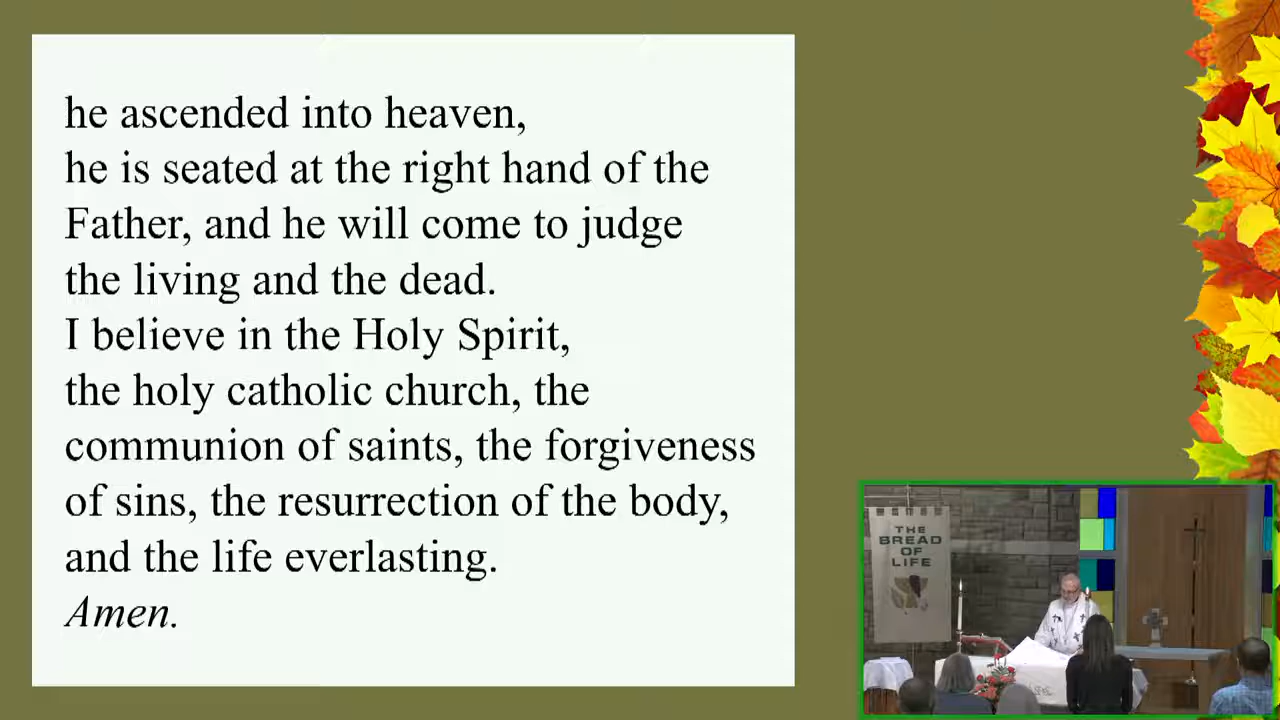 he ascended into heaven,
he is seated at the right hand of the
Father, and he will come to judge
the living and the dead.
I believe in the Holy Spirit,
the holy catholic church, the
communion of saints, the forgiveness
of sins, the resurrection of the body,
and the life everlasting.
Amen.
THE
BREAD
OF
LIFE